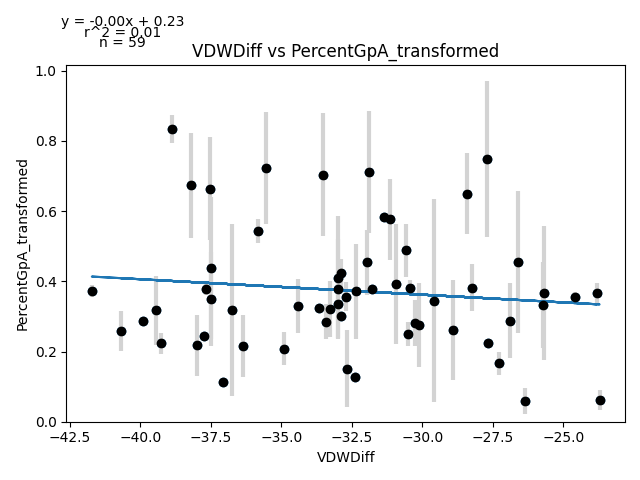 y = -0.00x + 0.23
r^2 = 0.01
n = 59
VDWDiff vs PercentGpA_transformed
1.0
0.8
0.6
0.4
0.2
0.0
PercentGpA_transformed
−42.5 −40.0 −37.5 −35.0 −32.5 −30.0 −27.5 −25.0
VDWDiff